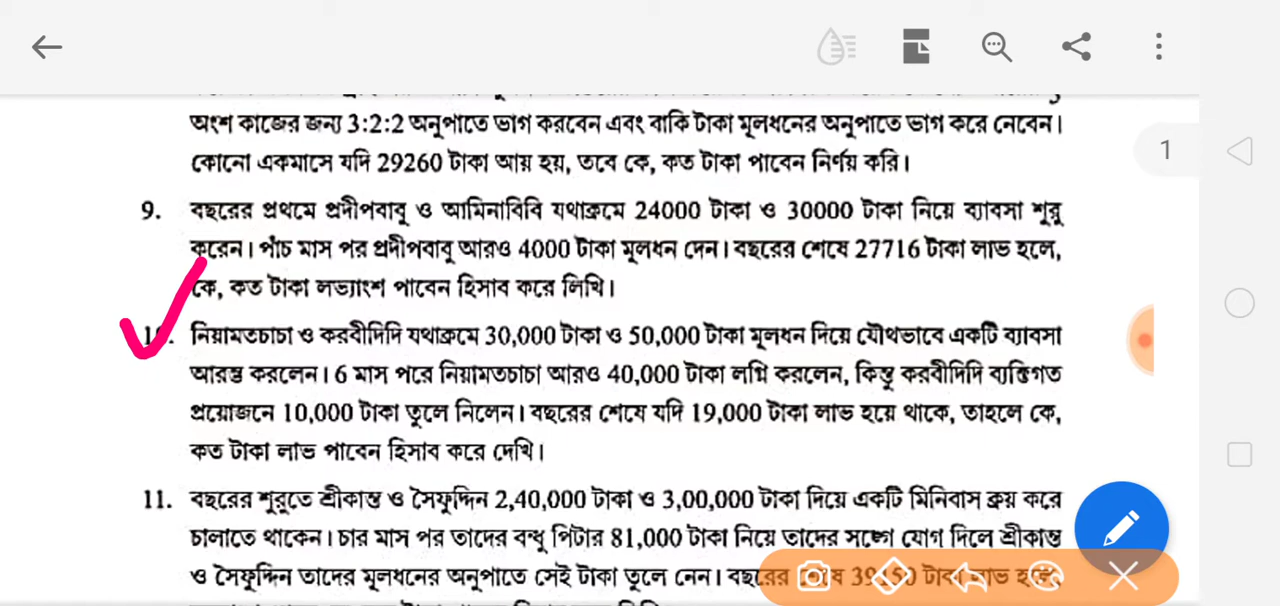 অংশ কাজের জন্য 3:2:2 অনুপাতে ভাগ করবেন এবং বাকি টাকা মূলধনের অনুপাতে ভাগ করে নেবেন।
কোনো একমাসে যদি 29260 টাকা আয় হয়, তবে কে, কত টাকা পাবেন নির্ণয় করি।
1
9. বছরের প্রথমে প্রদীপবাবু ও আমিনাবিবি যথাক্রমে 24000 টাকা ও 30000 টাকা নিয়ে ব্যাবসা শুরু
করেন। পাঁচ মাস পর প্রদীপবাবু আরও 4000 টাকা মূলধন দেন। বছরের শেষে 27716 টাকা লাভ হলে,
কে, কত টাকা লভ্যাংশ পাবেন হিসাব করে লিখি।
নিয়ামতচাচা ও করবীদিদি যথাক্রমে 30,000 টাকা ও 50,000 টাকা মূলধন দিয়ে যৌথভাবে একটি ব্যাবসা
আরম্ভ করলেন। 6 মাস পরে নিয়ামতচাচা আরও 40,000 টাকা লগ্নি করলেন, কিন্তু করবীদিদি ব্যক্তিগত
প্রয়োজনে 10,000 টাকা তুলে নিলেন। বছরের শেষে যদি 19,000 টাকা লাভ হয়ে থাকে, তাহলে কে,
কত টাকা লাভ পাবেন হিসাব করে দেখি।
11. বছরের শুরুতে শ্রীকান্ত ও সৈফুদ্দিন 2,40,000 টাকা ও 3,00,000 টাকা দিয়ে একটি মিনিবাস ক্রয় করে
চালাতে থাকেন। চার মাস পর তাদের বন্ধু পিটার 81,000 টাকা নিয়ে তাদের সঙ্গে যোগ দিলে শ্রীকান্ত
ও সৈফুদ্দিন তাদের মূলধনের অনুপাতে সেই টাকা তুলে নেন। বছরের শেষে 39150 টাকা লাভ